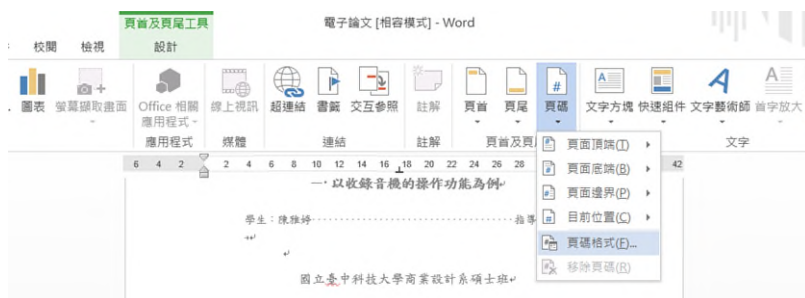 頁首及頁尾工具
電子論文 [相容模式] - Word
校閱 檢視 設計
圖表 螢幕擷取畫面 Office 相關應用程式 線上視訊 超連結 書籤 交互參照 註解 頁首 頁尾 頁碼 文字方塊 快速組件 文字藝術師 首字放大
應用程式 媒體 連結 註解 頁首及頁 文字
6 4 2 2 4 6 8 10 12 14 16 18 20 22 24 26 28 42
頁面頂端(T)
頁面底端(B)
頁面邊界(P)
目前位置(C)
頁碼格式(F)...
移除頁碼(R)
一·以收錄音機的操作功能為例
學生：陳雅婷 指導
國立臺中科技大學商業設計系碩士班